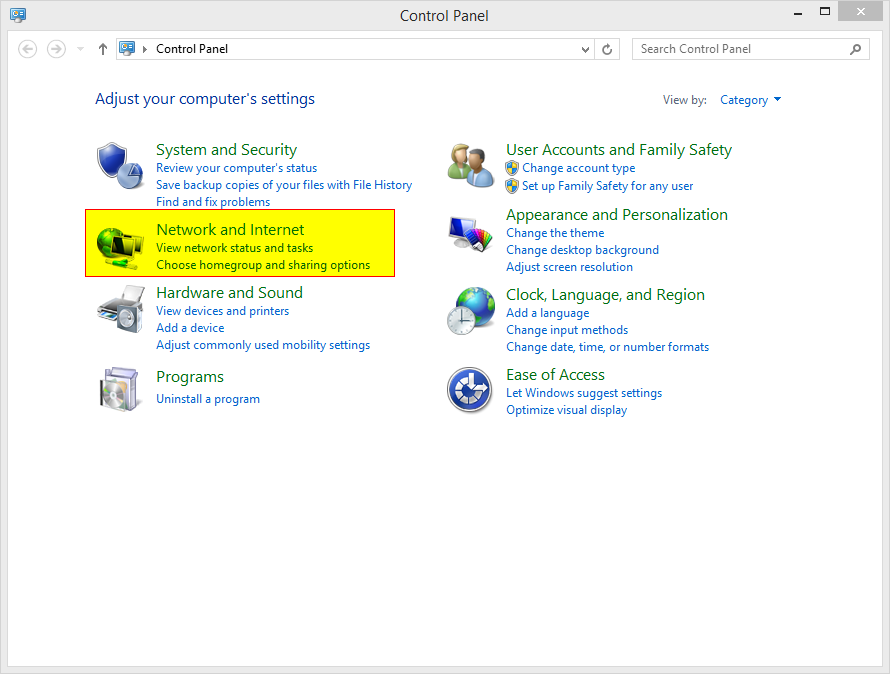 Control Panel
Control Panel
Search Control Panel
Adjust your computer's settings
View by: Category
System and Security
Review your computer's status
Save backup copies of your files with File History
Find and fix problems
Network and Internet
View network status and tasks
Choose homegroup and sharing options
Hardware and Sound
View devices and printers
Add a device
Adjust commonly used mobility settings
Programs
Uninstall a program
User Accounts and Family Safety
Change account type
Set up Family Safety for any user
Appearance and Personalization
Change the theme
Change desktop background
Adjust screen resolution
Clock, Language, and Region
Add a language
Change input methods
Change date, time, or number formats
Ease of Access
Let Windows suggest settings
Optimize visual display